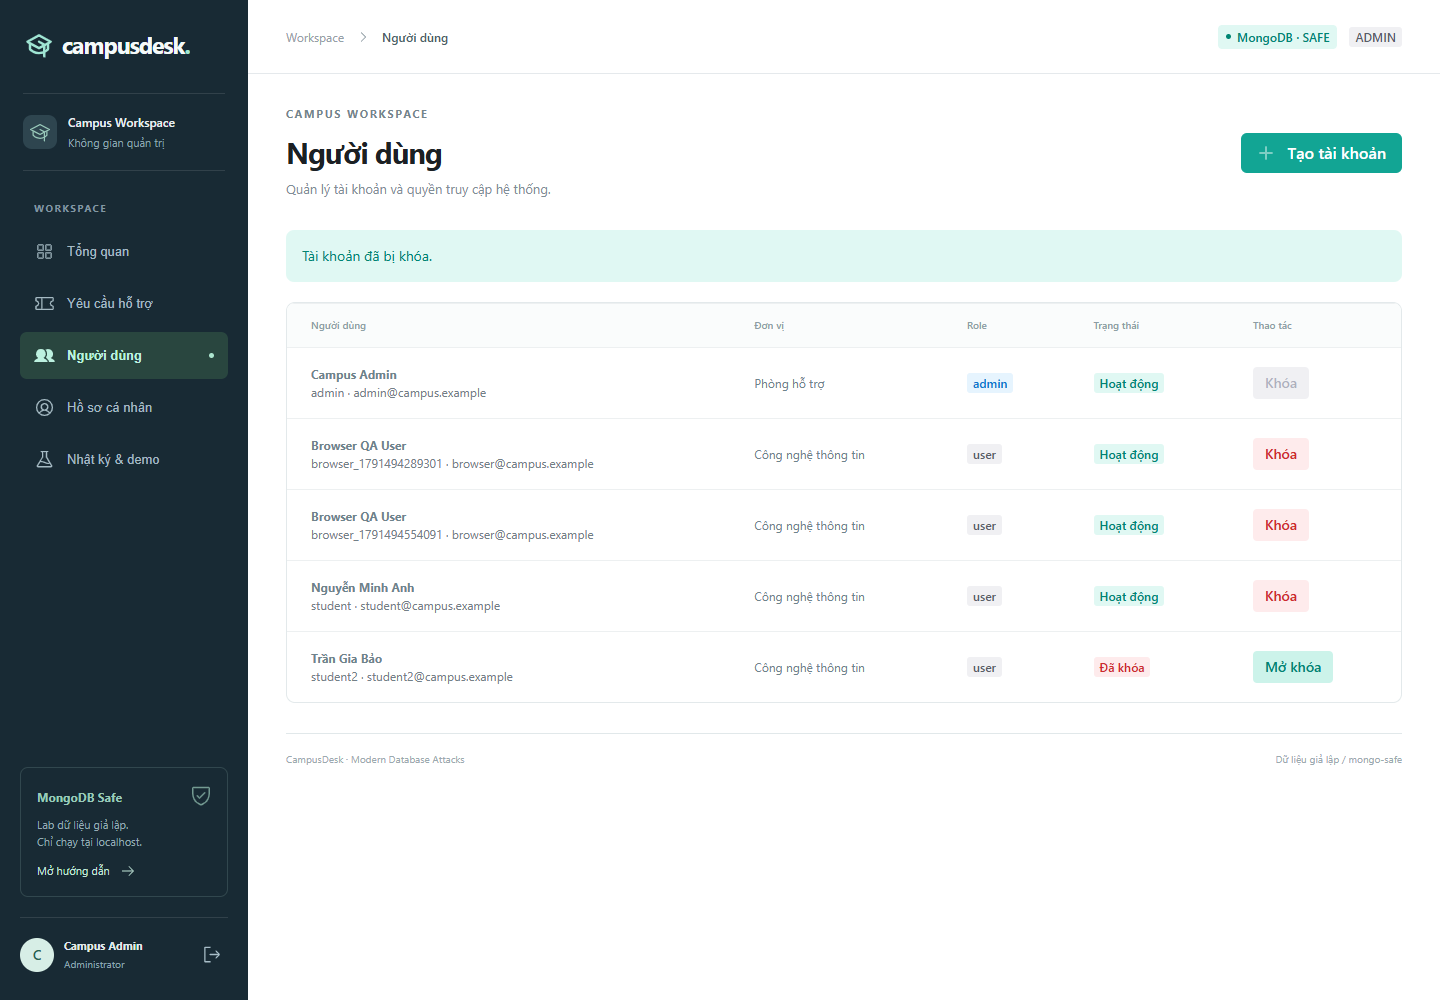 campusdesk.
Campus Workspace
Không gian quản trị
WORKSPACE
Tổng quan
Yêu cầu hỗ trợ
Người dùng
Hồ sơ cá nhân
Nhật ký & demo
MongoDB Safe
Lab dữ liệu giả lập.
Chỉ chạy tại localhost.
Mở hướng dẫn
C
Campus Admin
Administrator
Workspace Người dùng
MongoDB · SAFE ADMIN
CAMPUS WORKSPACE
Người dùng
Quản lý tài khoản và quyền truy cập hệ thống.
Tạo tài khoản
Tài khoản đã bị khóa.
Người dùng Đơn vị Role Trạng thái Thao tác
Campus Admin
admin · admin@campus.example Phòng hỗ trợ admin Hoạt động Khóa
Browser QA User
browser_1791494289301 · browser@campus.example Công nghệ thông tin user Hoạt động Khóa
Browser QA User
browser_1791494554091 · browser@campus.example Công nghệ thông tin user Hoạt động Khóa
Nguyễn Minh Anh
student · student@campus.example Công nghệ thông tin user Hoạt động Khóa
Trần Gia Bảo
student2 · student2@campus.example Công nghệ thông tin user Đã khóa Mở khóa
CampusDesk · Modern Database Attacks Dữ liệu giả lập / mongo-safe